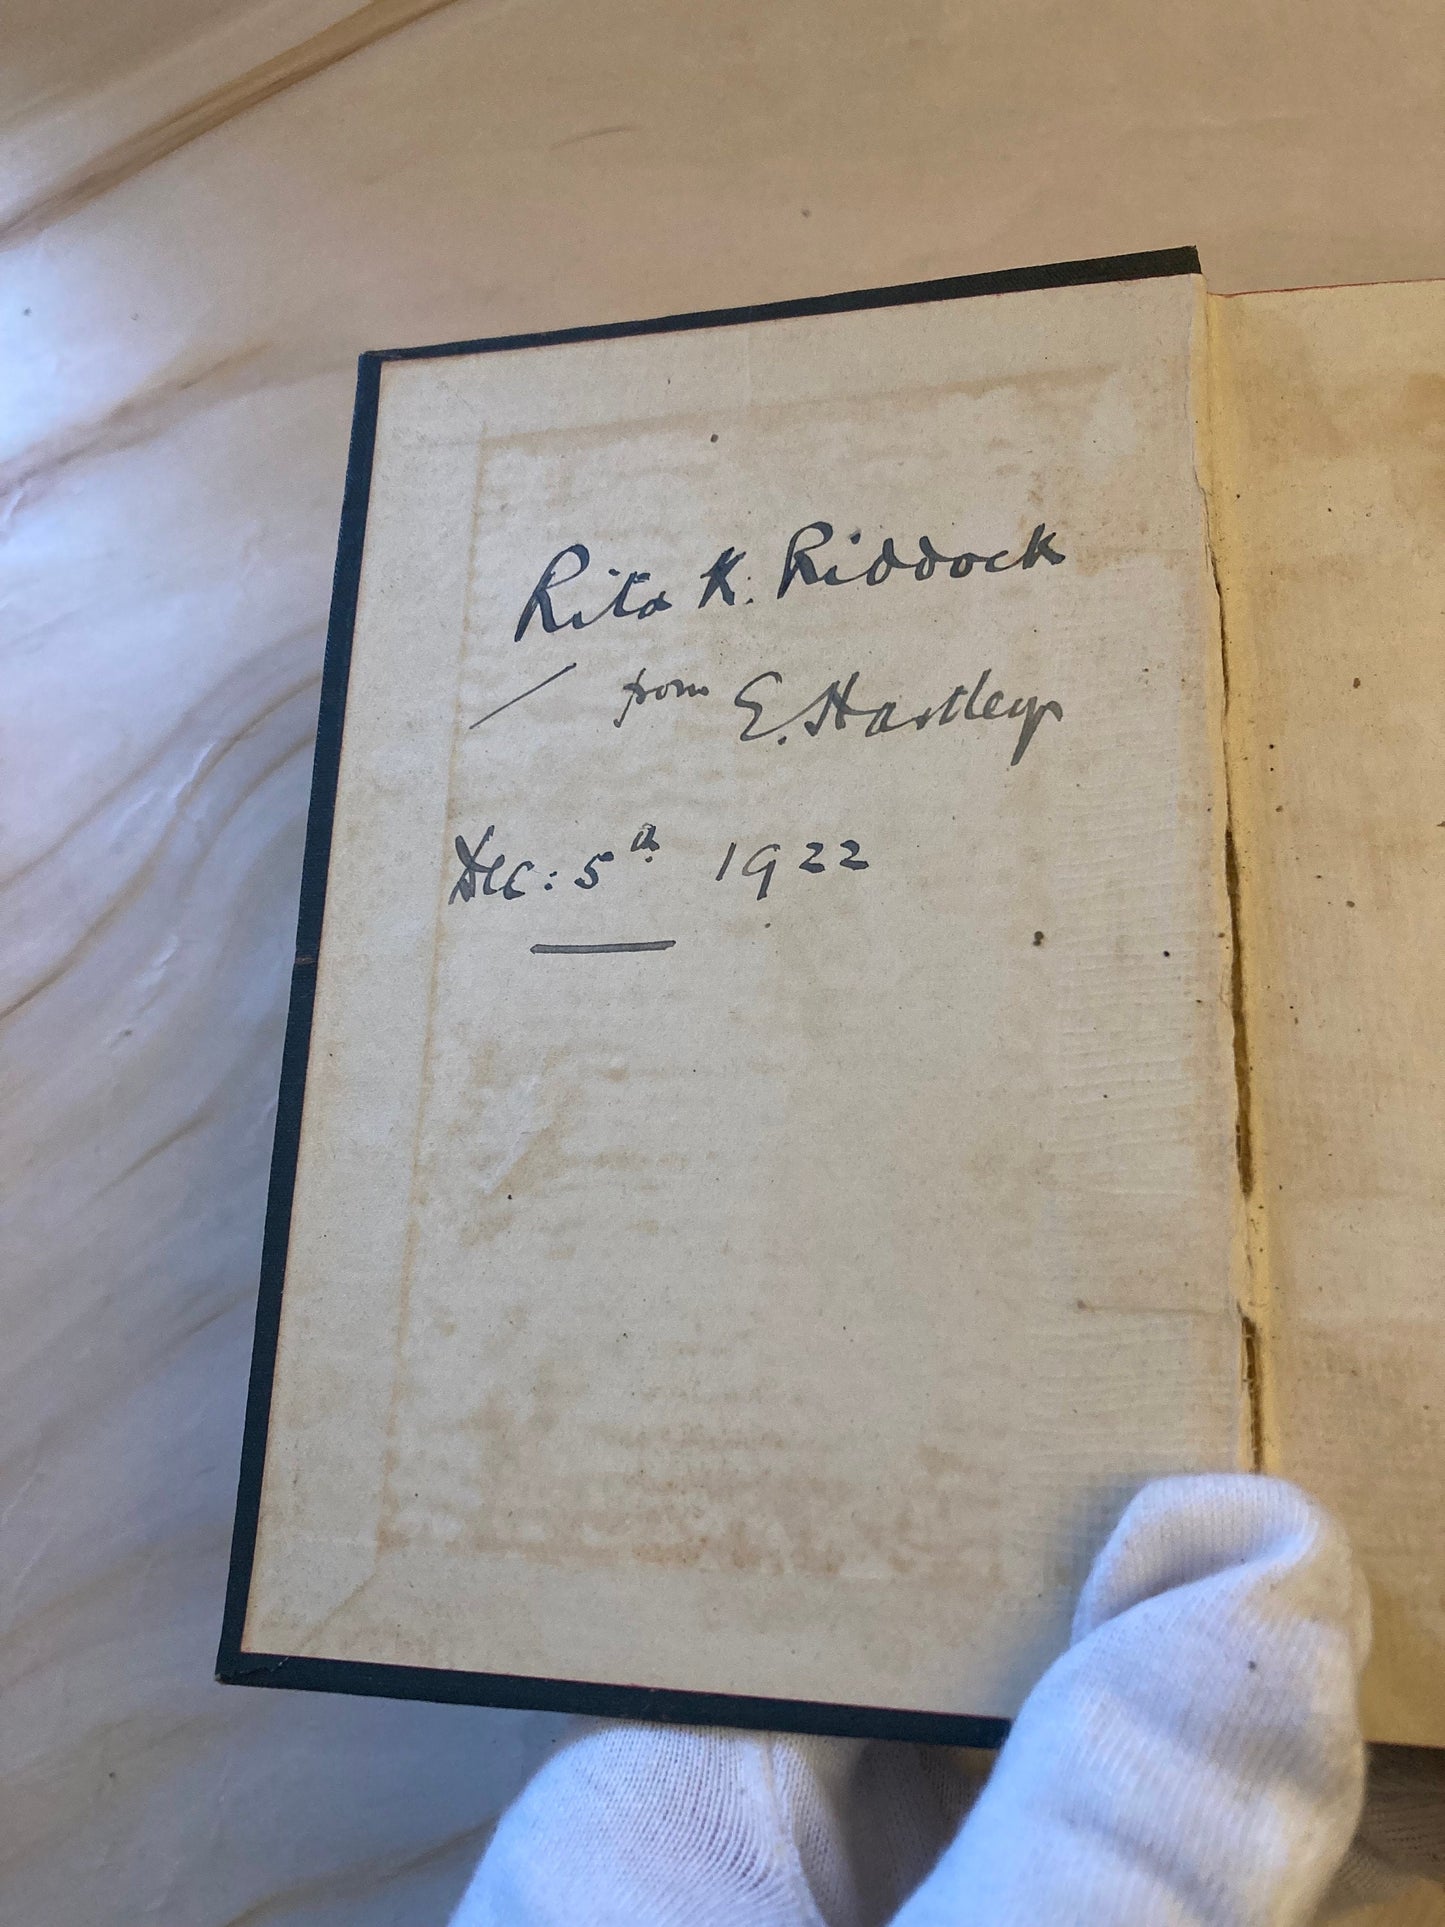 Rita K. Riddock
from E. Hartley
Dec: 5th 1922